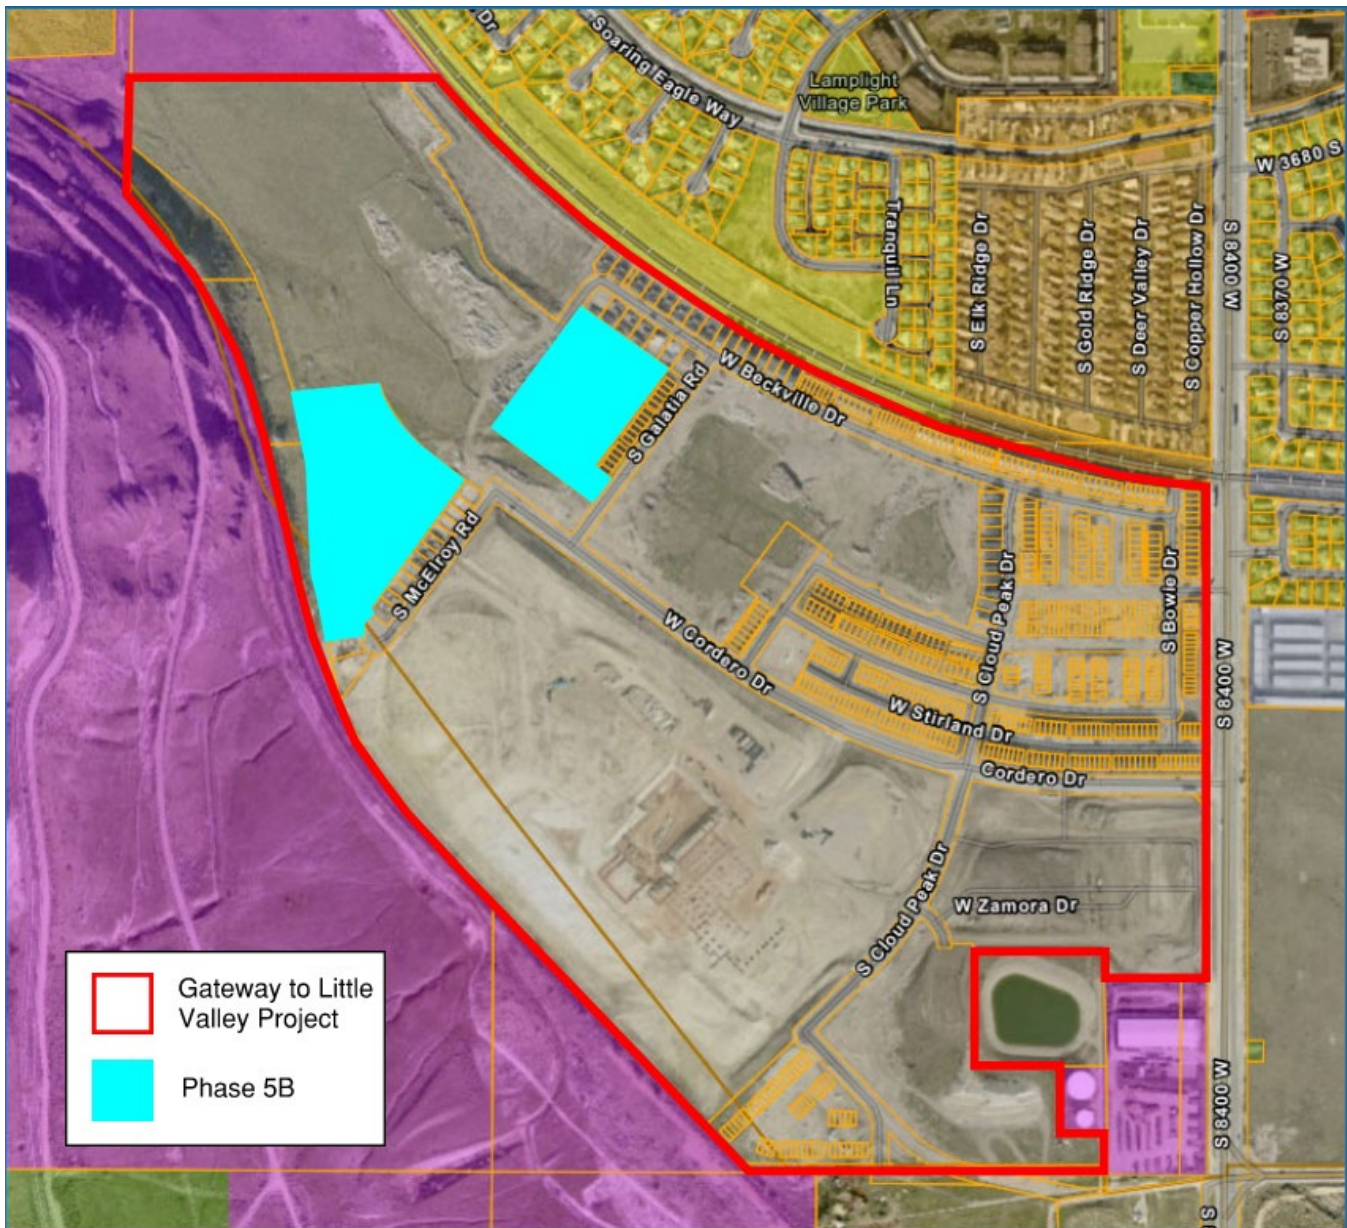 Dr
Soaring Eagle Way
Lamplight
Village Park
W 3680 S
Tranquil Ln
S Elk Ridge Dr
S Gold Ridge Dr
S Deer Valley Dr
S Copper Hollow Dr
S 8400 W
S 8370 W
W Beckville Dr
S Galatia Rd
S McElroy Rd
W Cordero Dr
S Cloud Peak Dr
S Bowie Dr
W Stirland Dr
S 8400 W
Cordero Dr
S Cloud Peak Dr
W Zamora Dr
S 8400 W
S
Gateway to Little
Valley Project
Phase 5B